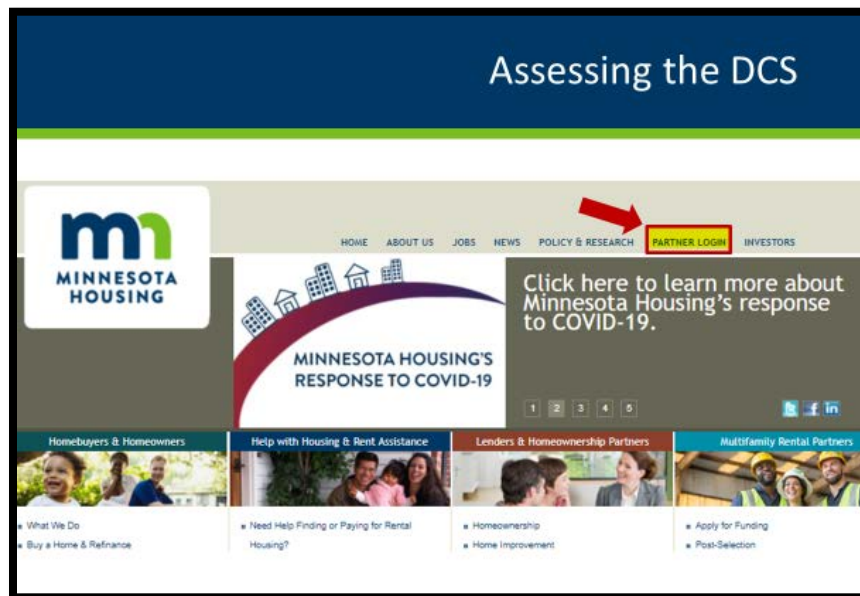 Assessing the DCS
mn
MINNESOTA
HOUSING
HOME ABOUT US JOBS NEWS POLICY & RESEARCH PARTNER LOGIN INVESTORS
MINNESOTA HOUSING'S
RESPONSE TO COVID-19
Click here to learn more about
Minnesota Housing's response
to COVID-19.
1 2 3 4 5
in
Homebuyers & Homeowners
What We Do
Buy a Home & Refinance
Help with Housing & Rent Assistance
Need Help Finding or Paying for Rental
Housing?
Lenders & Homeownership Partners
Homeownership
Home Improvement
Multifamily Rental Partners
Apply for Funding
Post-Selection